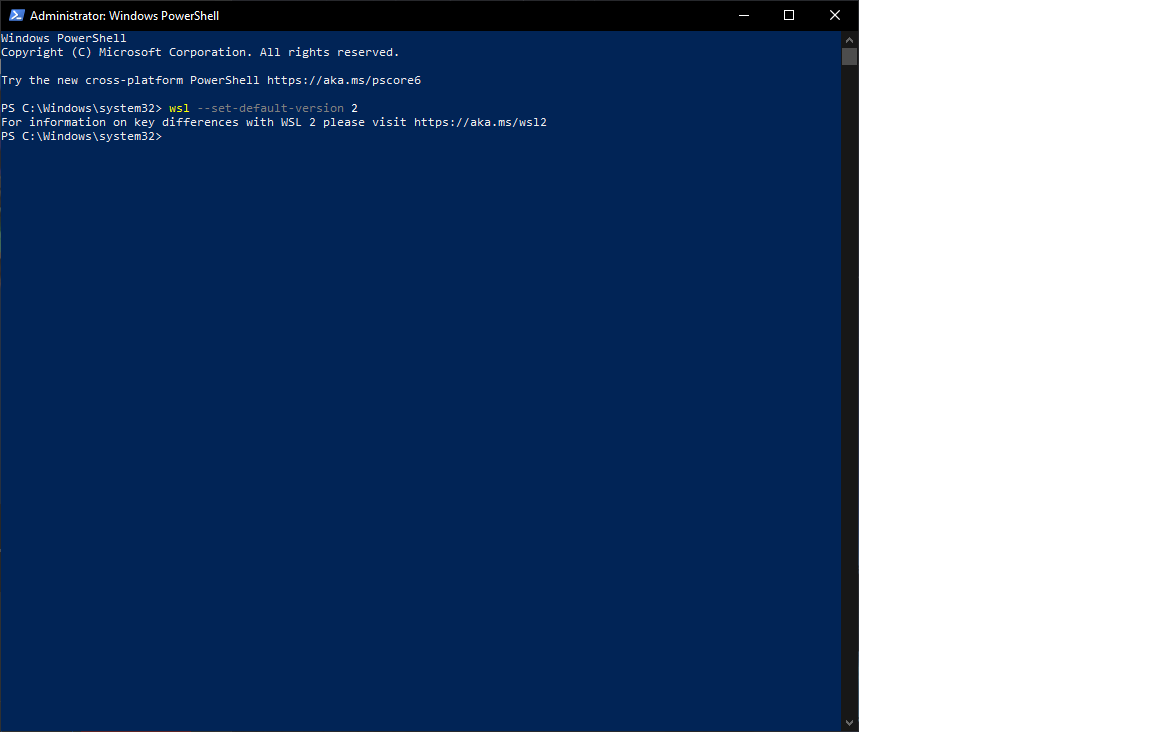 Administrator: Windows PowerShell
Windows PowerShell
Copyright (C) Microsoft Corporation. All rights reserved.
Try the new cross-platform PowerShell https://aka.ms/pscore6
PS C:\Windows\system32> wsl --set-default-version 2
For information on key differences with WSL 2 please visit https://aka.ms/wsl2
PS C:\Windows\system32>